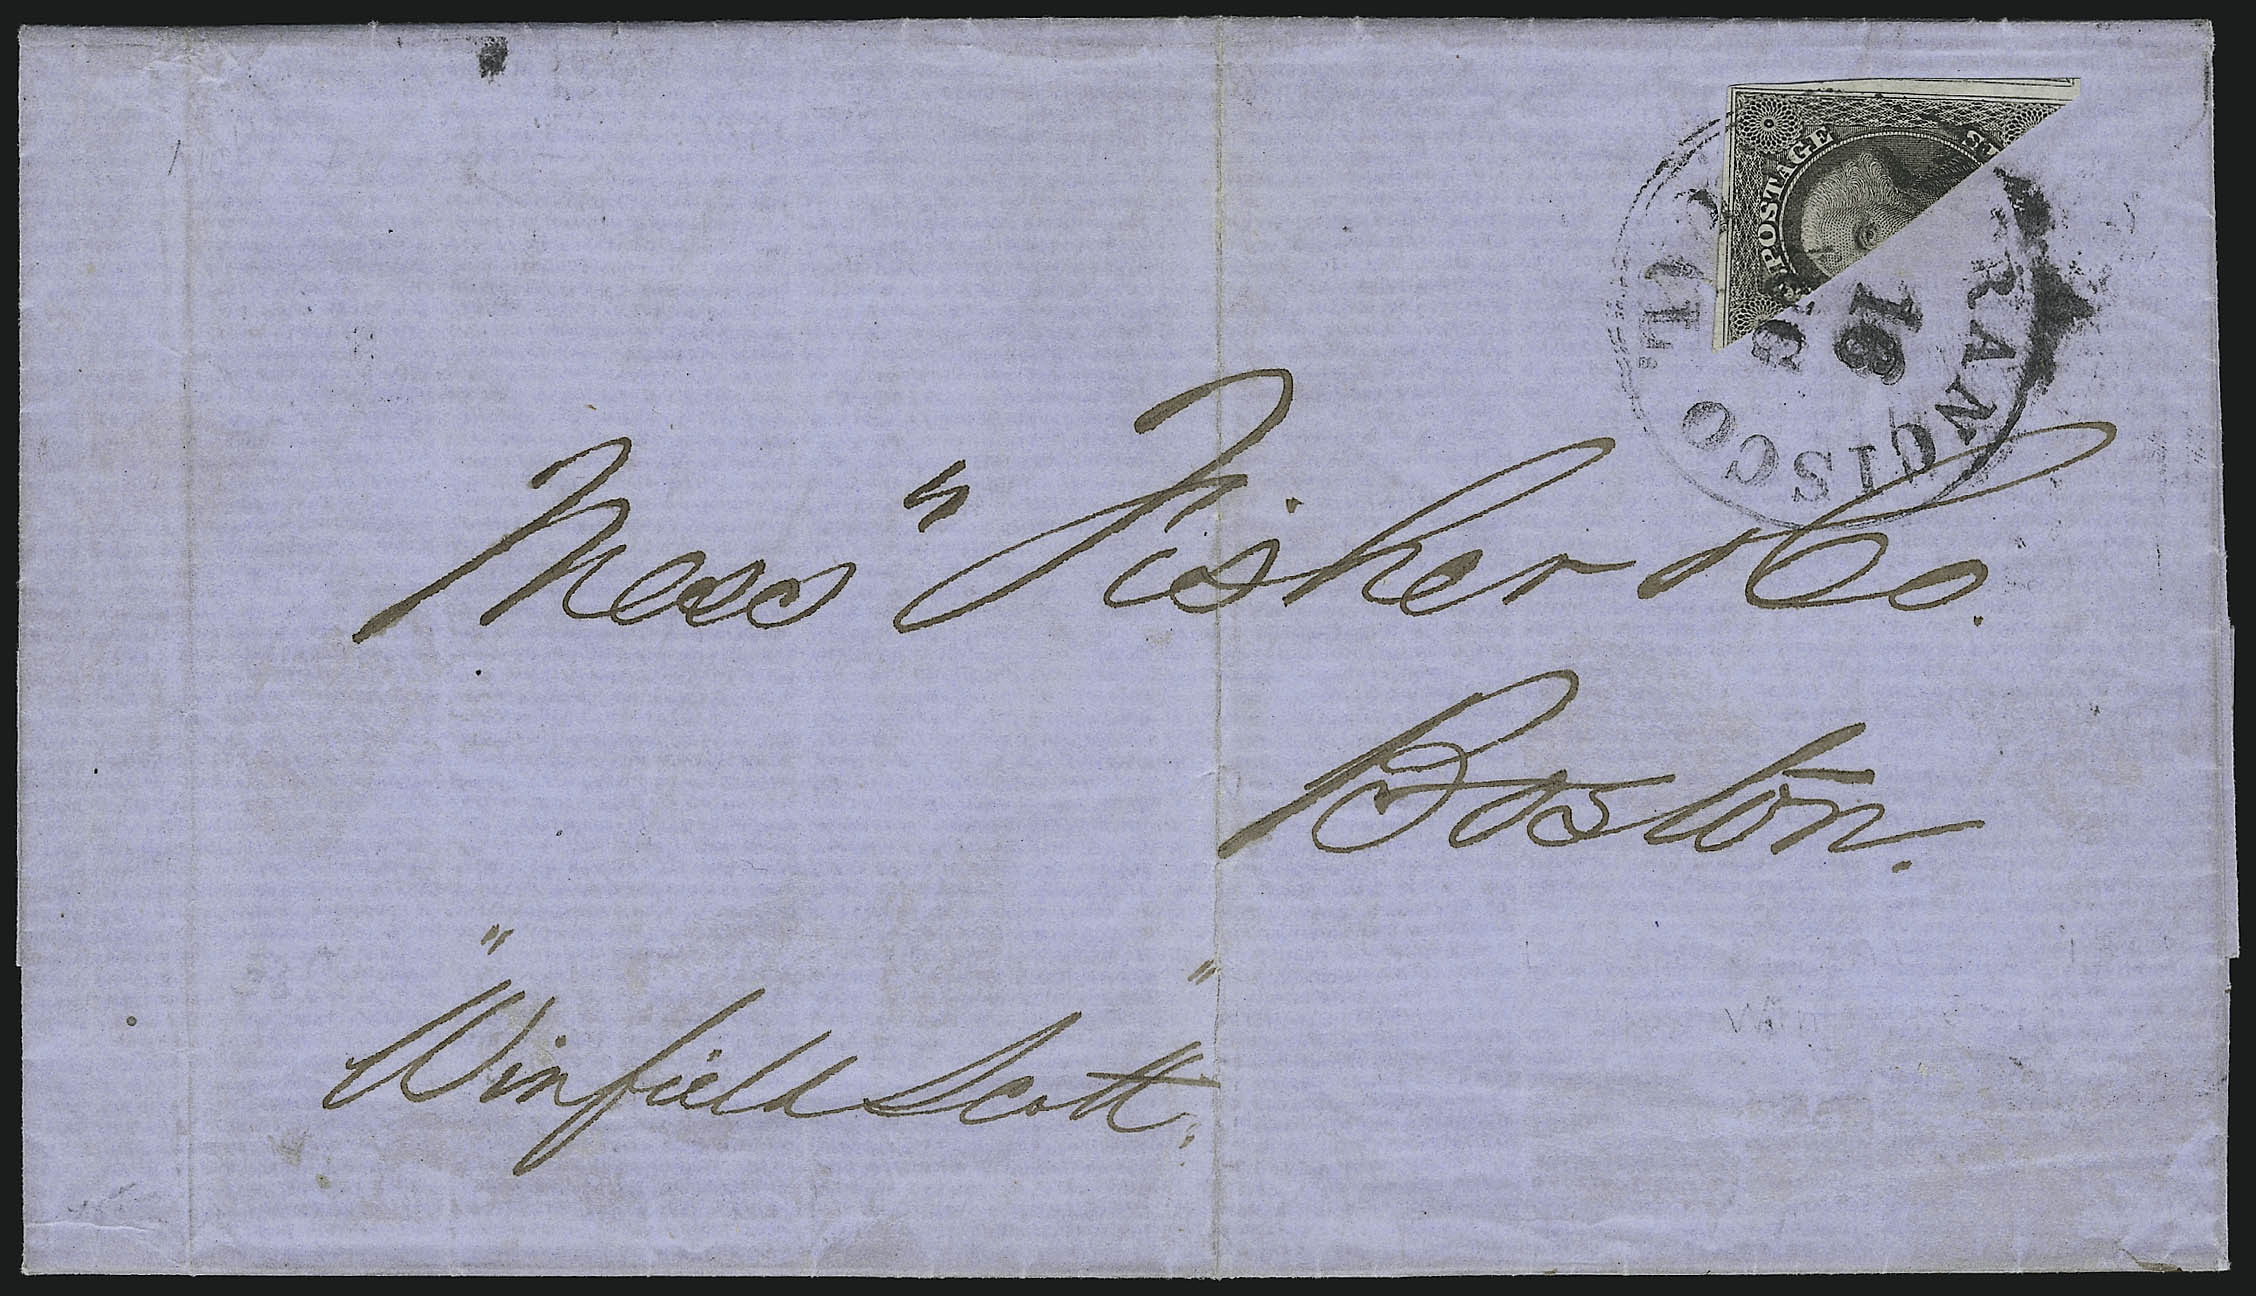 POSTAGE
FRANCISCO
16
Mess" Fisher & Co.
Boston.
"Winfield Scott".